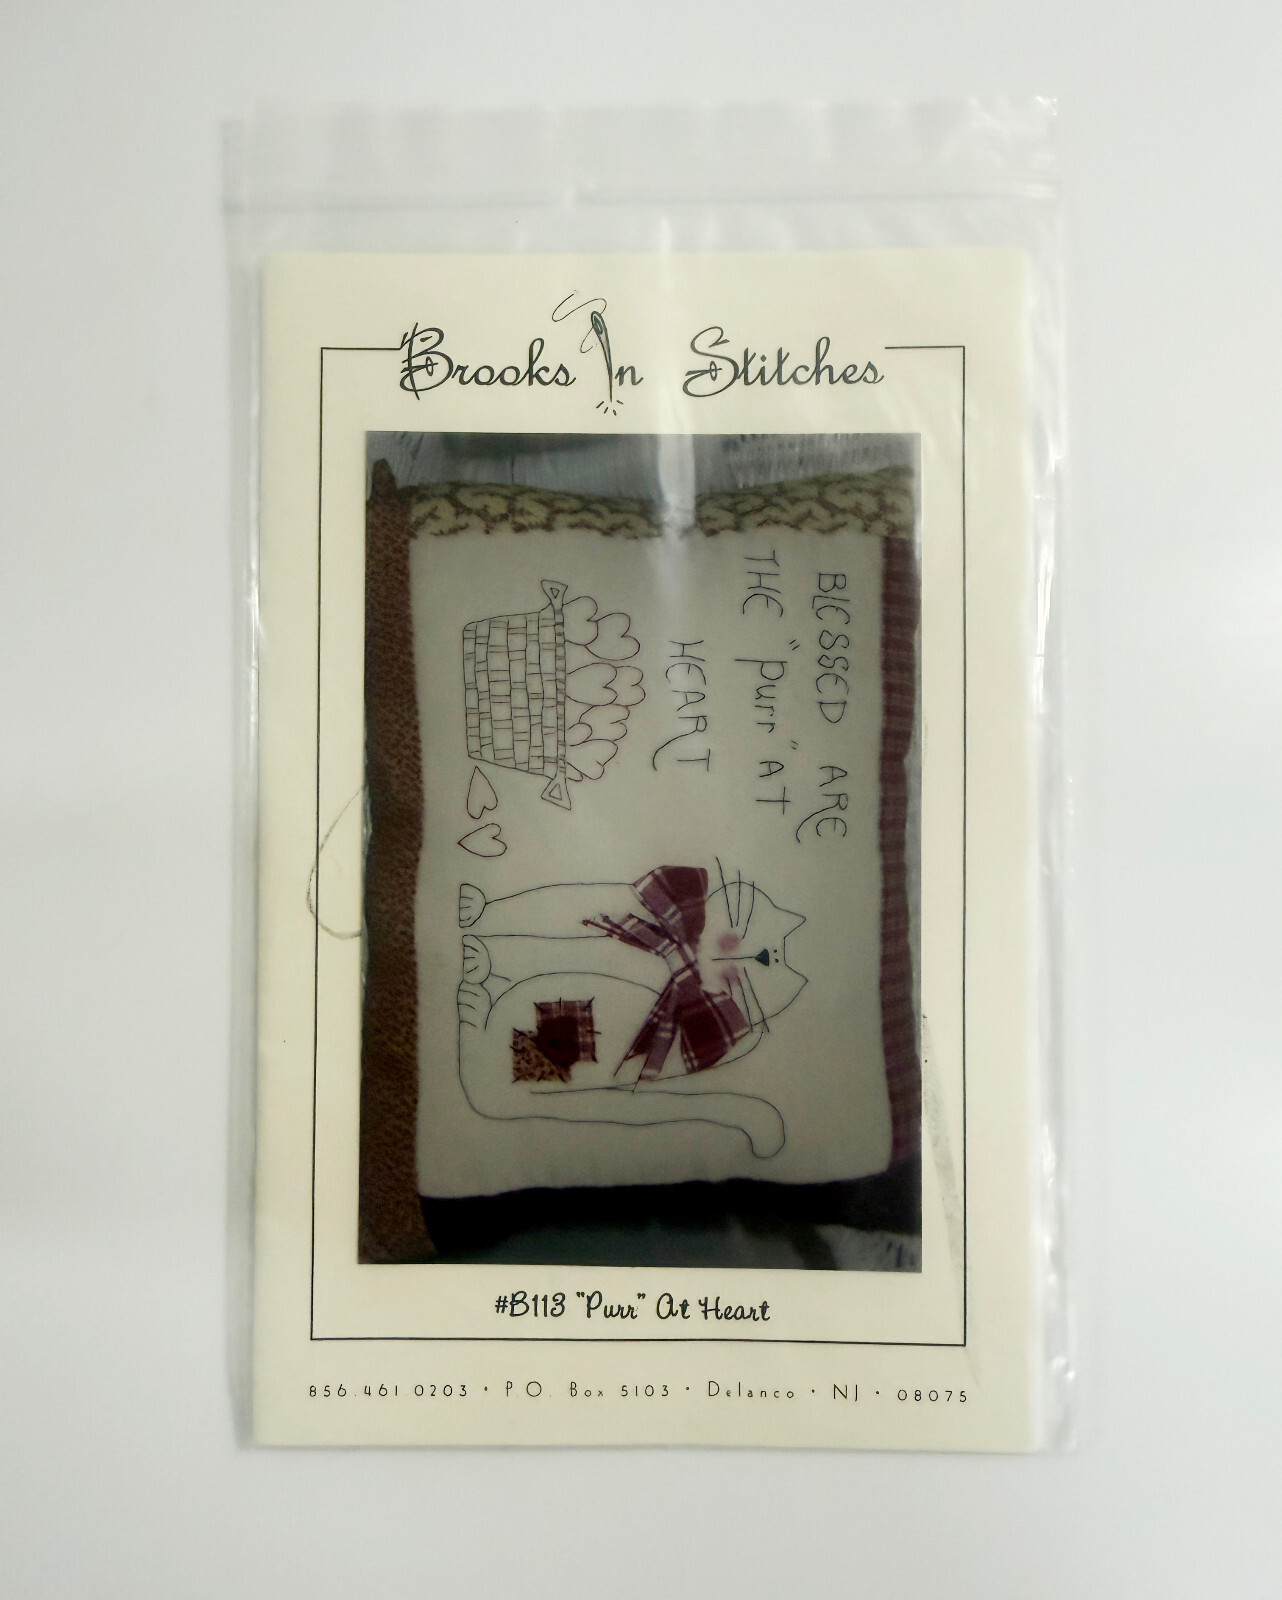 Brooks In Stitches
BLESSED ARE
THE "Purr" AT
HEART
#B113 "Purr" At Heart
856.461.0203 • P.O. Box 5103 • Delanco • NJ • 08075